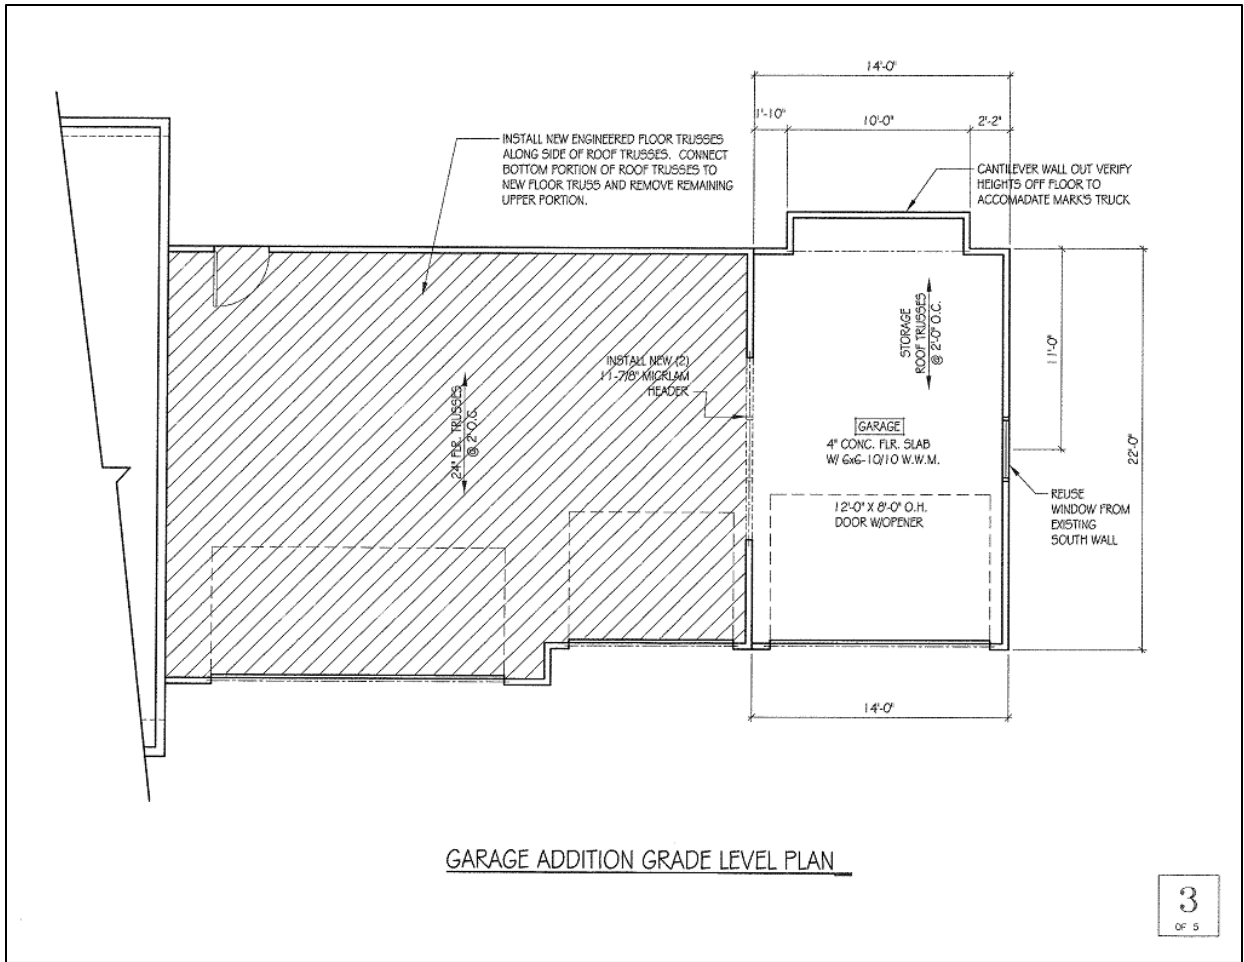 14'-0"
1'-10"
10'-0"
2'-2"
INSTALL NEW ENGINEERED FLOOR TRUSSES
ALONG SIDE OF ROOF TRUSSES. CONNECT
BOTTOM PORTION OF ROOF TRUSSES TO
NEW FLOOR TRUSS AND REMOVE REMAINING
UPPER PORTION.
CANTILEVER WALL OUT VERIFY
HEIGHTS OFF FLOOR TO
ACCOMADATE MARKS TRUCK
STORAGE
ROOF TRUSSES
@ 2'-0" O.C.
11'-0"
22'-0"
INSTALL NEW (2)
11-7/8" MICRLAM
HEADER
24" FLR. TRUSSES
@ 2' O.C.
GARAGE
4" CONC. FLR. SLAB
W/ 6x6-10/10 W.W.M.
12'-0" X 8'-0" O.H.
DOOR W/OPENER
REUSE
WINDOW FROM
EXISTING
SOUTH WALL
14'-0"
GARAGE ADDITION GRADE LEVEL PLAN
3
OF 5